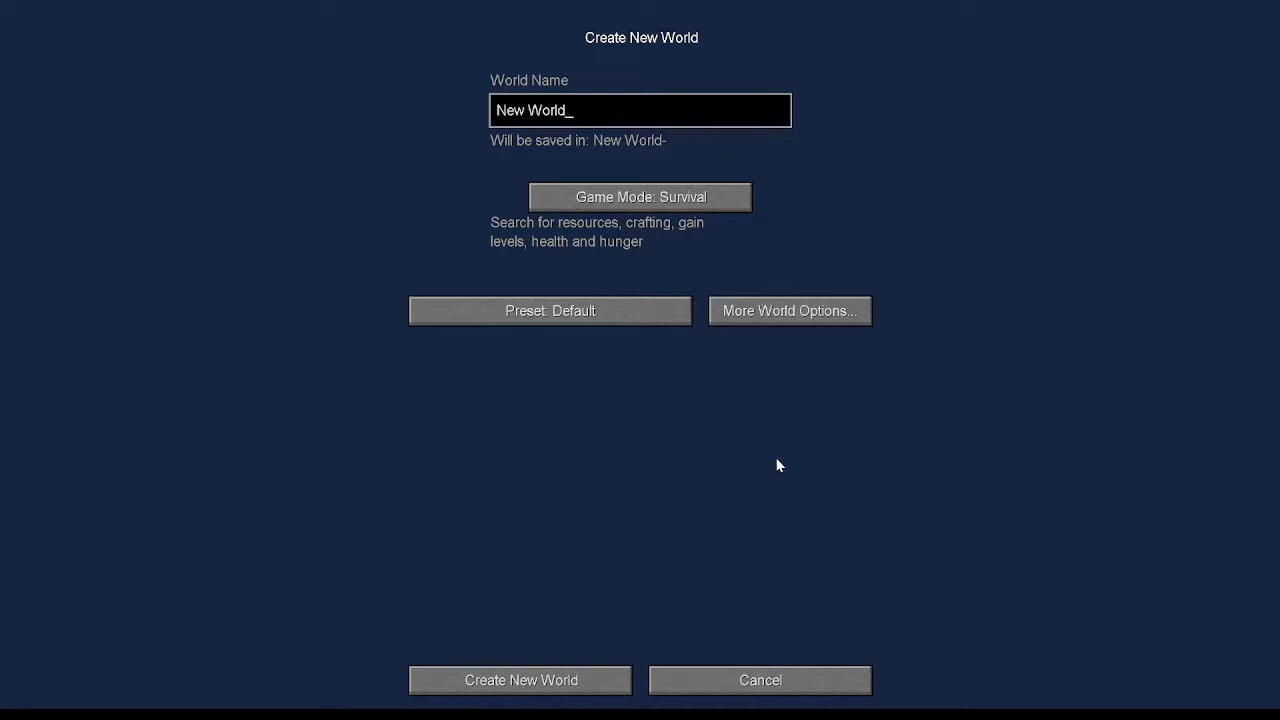 Create New World
World Name
New World_
Will be saved in: New World-
Game Mode: Survival
Search for resources, crafting, gain
levels, health and hunger
Preset: Default
More World Options...
Create New World
Cancel